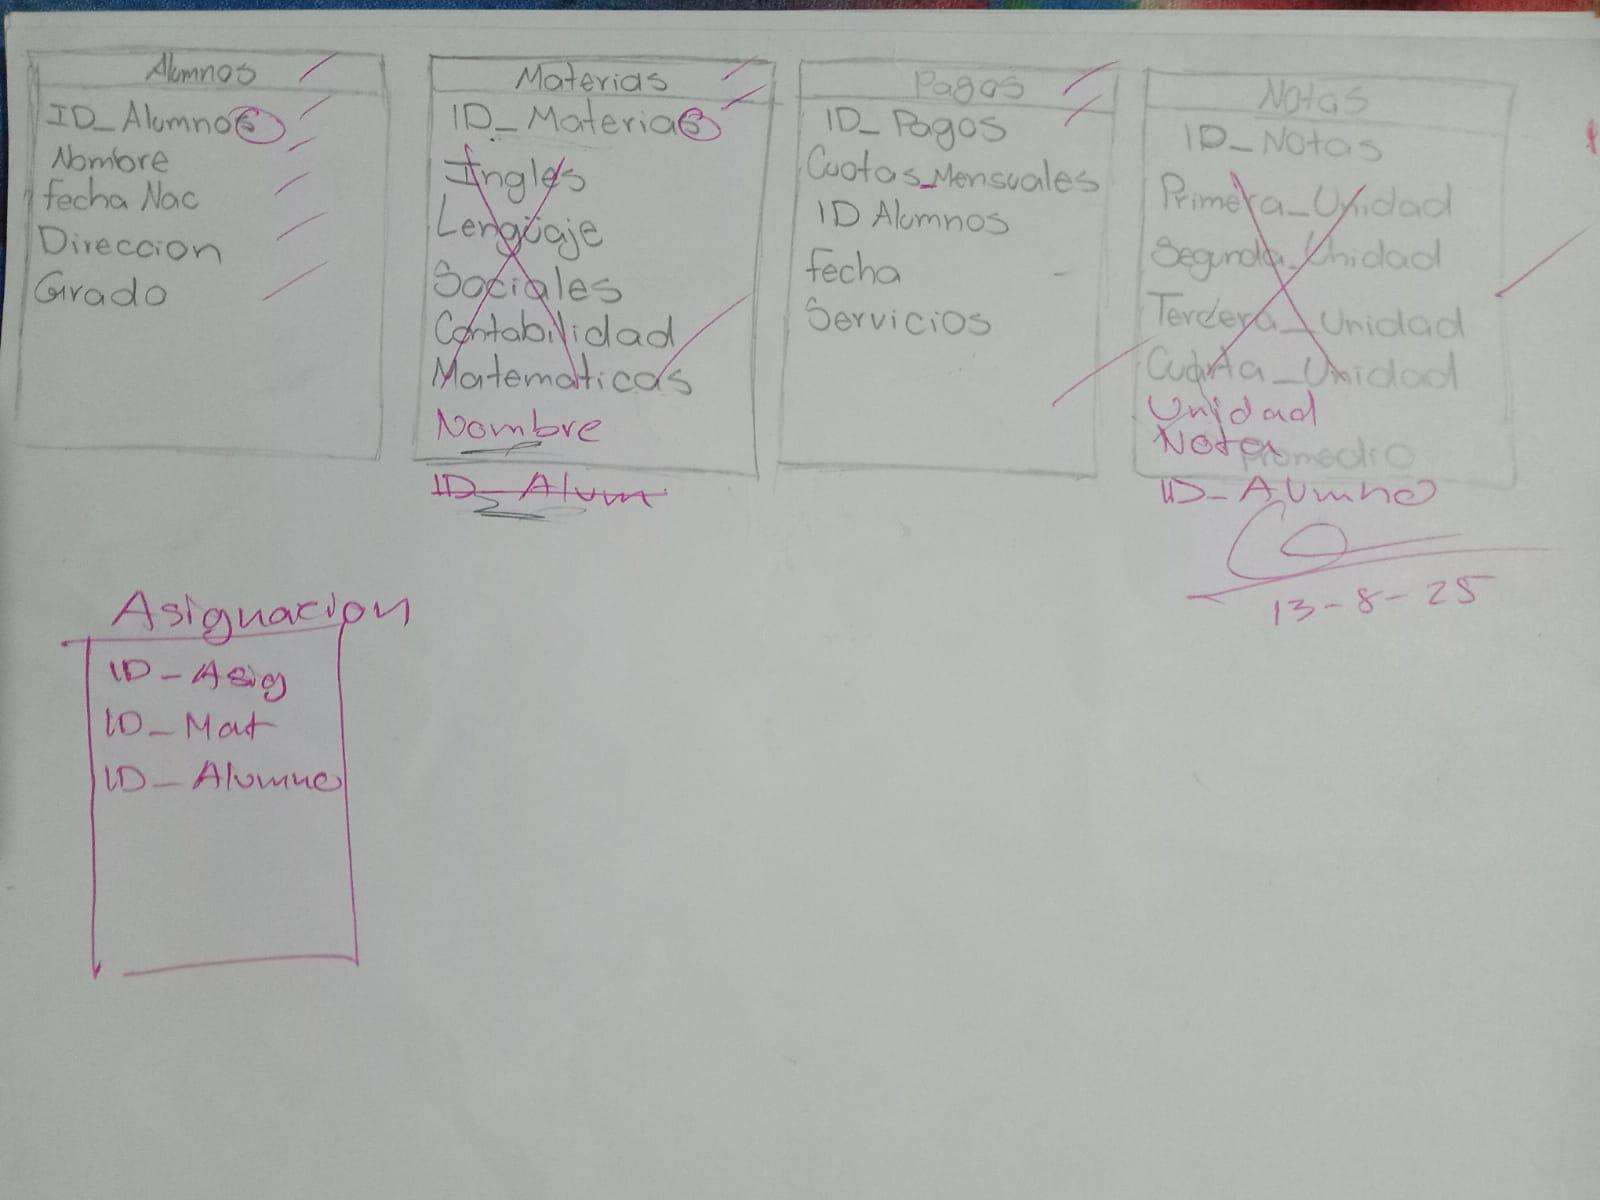 Alumnos
ID_Alumnos
Nombre
fecha Nac
Direccion
Grado
Materias
ID_Materias
Ingles
Lengüaje
Sociales
Contabilidad
Matematicas
Nombre
ID_Alum
Pagos
ID_Pagos
Cuotas_Mensuales
ID Alumnos
fecha
Servicios
Notas
ID_Notas
Primera_Unidad
Segunda_Unidad
Tercera_Unidad
Cuarta_Unidad
Unidad
Nota
Promedio
ID_Alumno
13-8-25
Asignacion
ID-Asig
ID_Mat
ID_Alumno